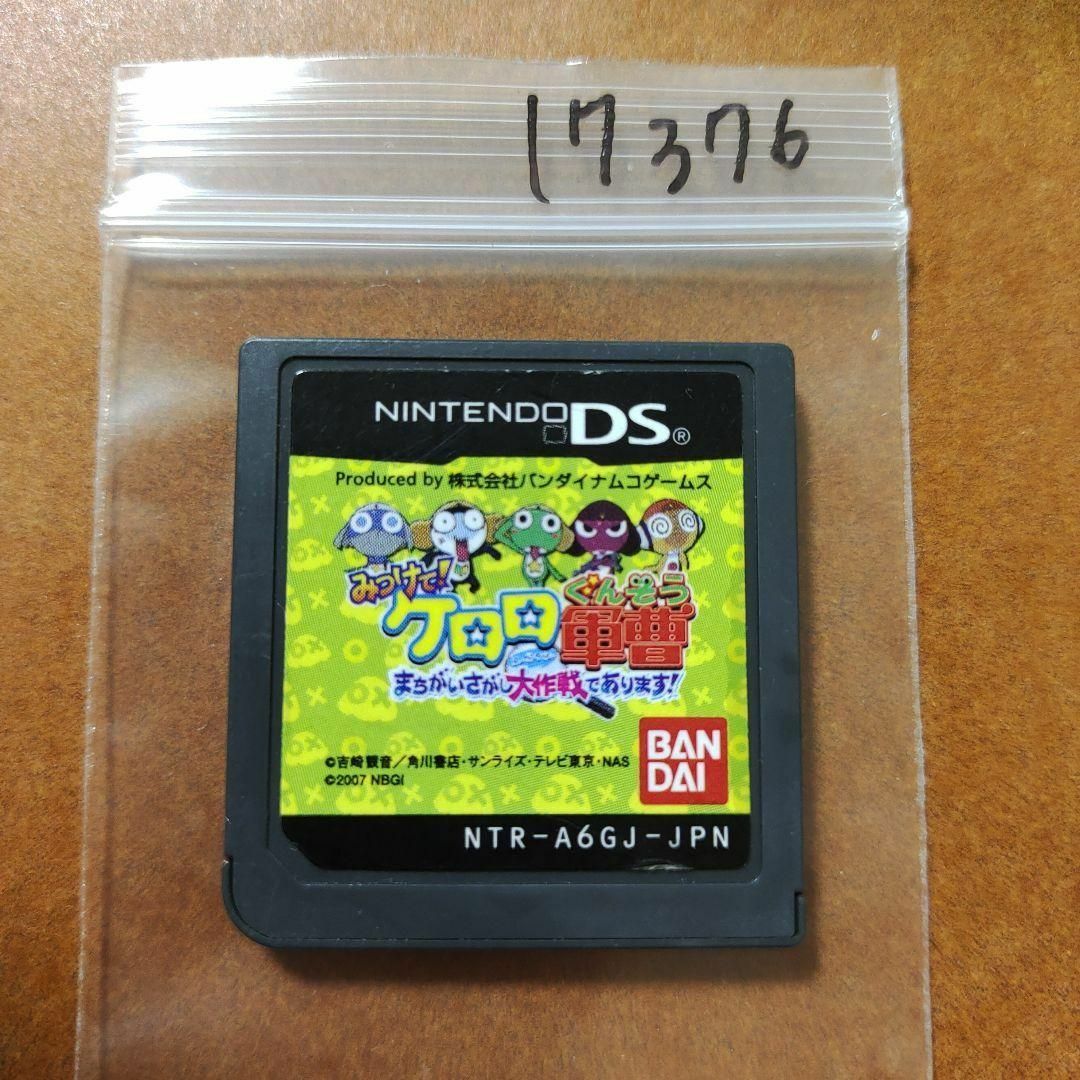 17376
NINTENDO DS®
Produced by 株式会社バンダイナムコゲームス
みつけて!
ケロロ軍曹
ぐんそう
まちがいさがし大作戦であります!
©吉崎観音/角川書店・サンライズ・テレビ東京・NAS
©2007 NBGI
BAN
DAI
NTR-A6GJ-JPN